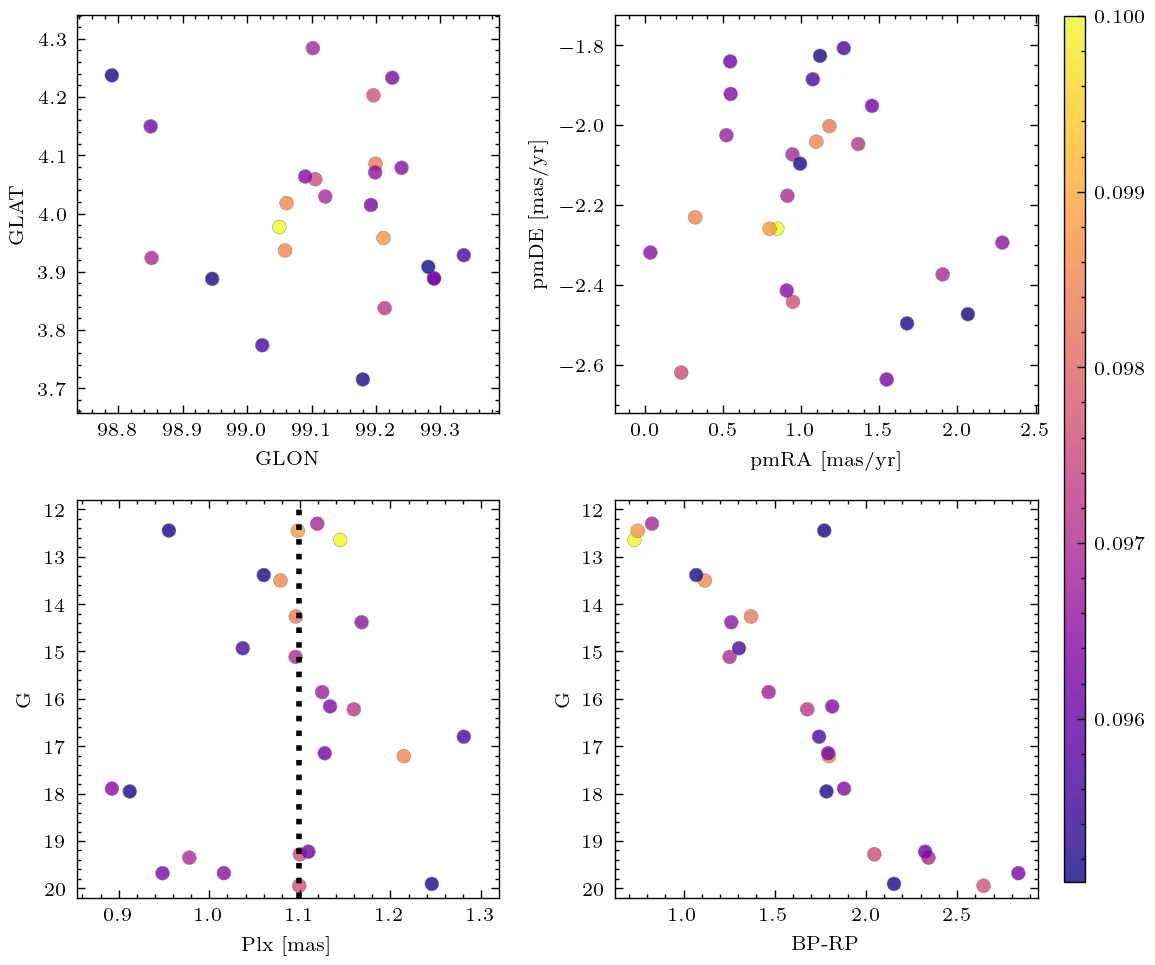 4.3
4.2
4.1
4.0
3.9
3.8
3.7
GLAT
98.8 98.9 99.0 99.1 99.2 99.3
GLON
−1.8
−2.0
−2.2
−2.4
−2.6
pmDE [mas/yr]
0.0 0.5 1.0 1.5 2.0 2.5
pmRA [mas/yr]
0.100
0.099
0.098
0.097
0.096
12
13
14
15
16
17
18
19
20
G
0.9 1.0 1.1 1.2 1.3
Plx [mas]
12
13
14
15
16
17
18
19
20
G
1.0 1.5 2.0 2.5
BP-RP